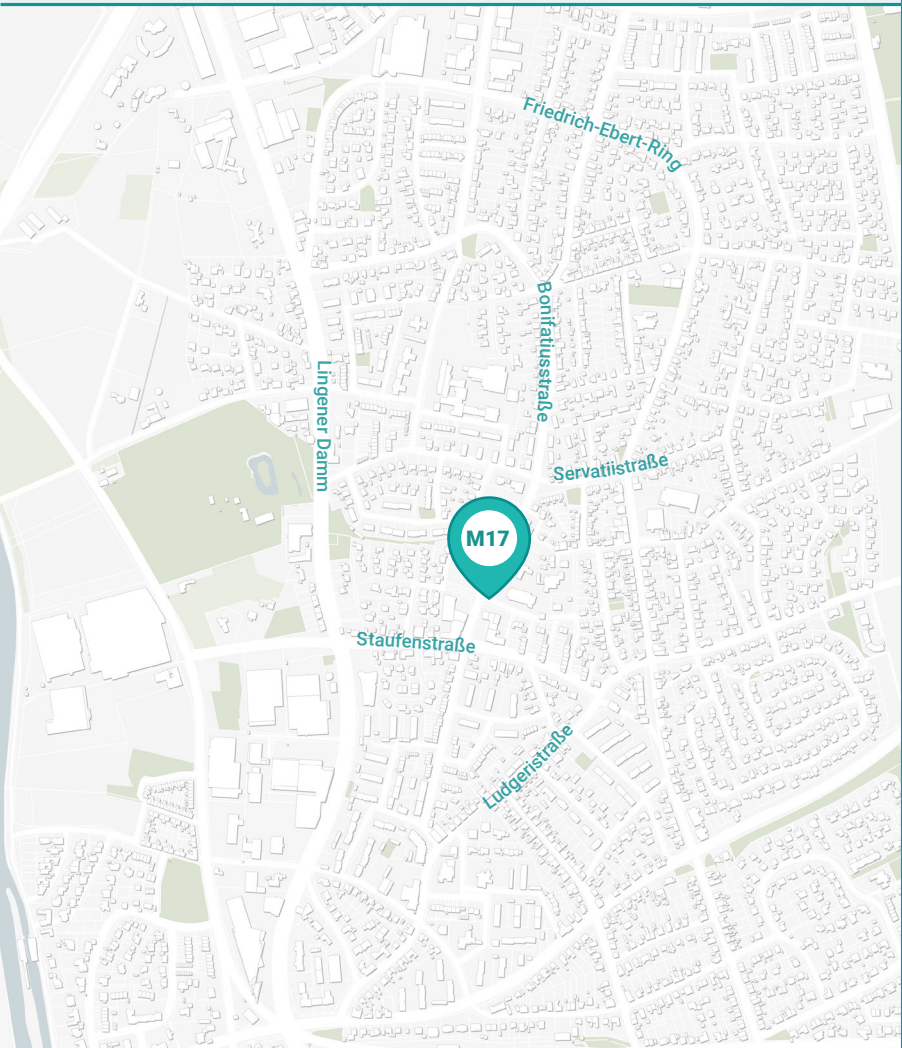 Friedrich-Ebert-Ring
Bonifatiusstraße
Lingener Damm
Servatiistraße
M17
Staufenstraße
Ludgeristraße